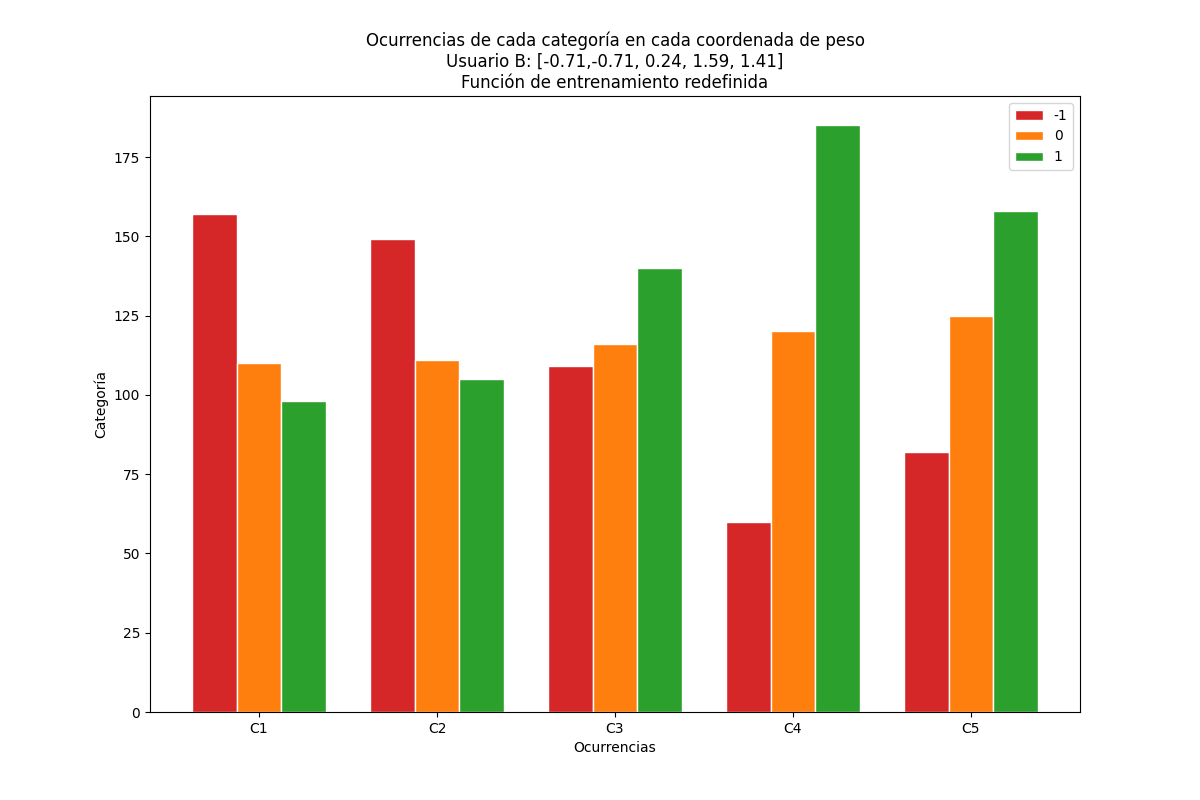 Ocurrencias de cada categoría en cada coordenada de peso
Usuario B: [-0.71,-0.71, 0.24, 1.59, 1.41]
Función de entrenamiento redefinida
-1
0
1
Categoría
175
150
125
100
75
50
25
0
C1 C2 C3 C4 C5
Ocurrencias